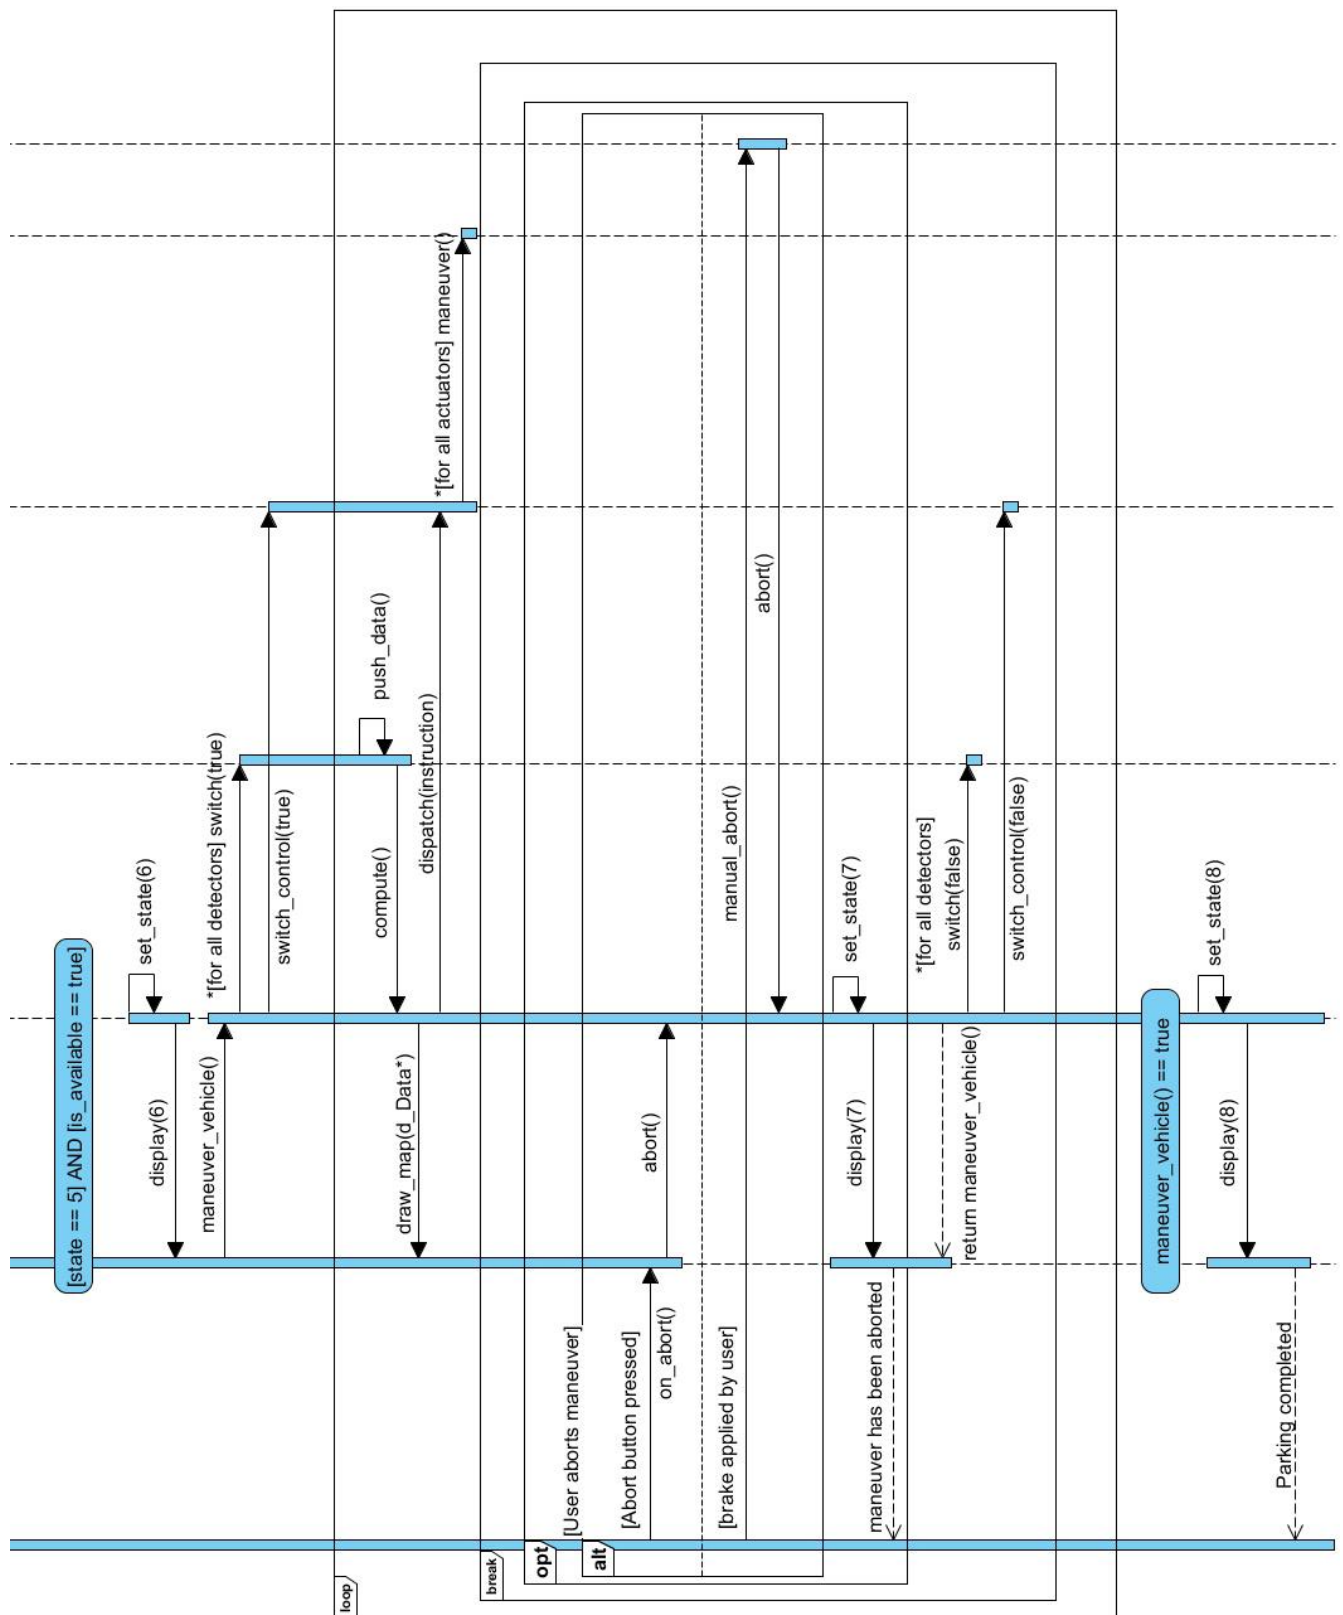 [state == 5] AND [is_available == true]
set_state(6)
display(6)
maneuver_vehicle()
*[for all detectors] switch(true)
switch_control(true)
loop
push_data()
compute()
draw_map(d_Data*)
dispatch(instruction)
*[for all actuators] maneuver()
break
opt
[User aborts maneuver]
alt
[Abort button pressed]
on_abort()
abort()
[brake applied by user]
manual_abort()
abort()
set_state(7)
display(7)
maneuver has been aborted
return maneuver_vehicle()
*[for all detectors]
switch(false)
switch_control(false)
maneuver_vehicle() == true
set_state(8)
display(8)
Parking completed